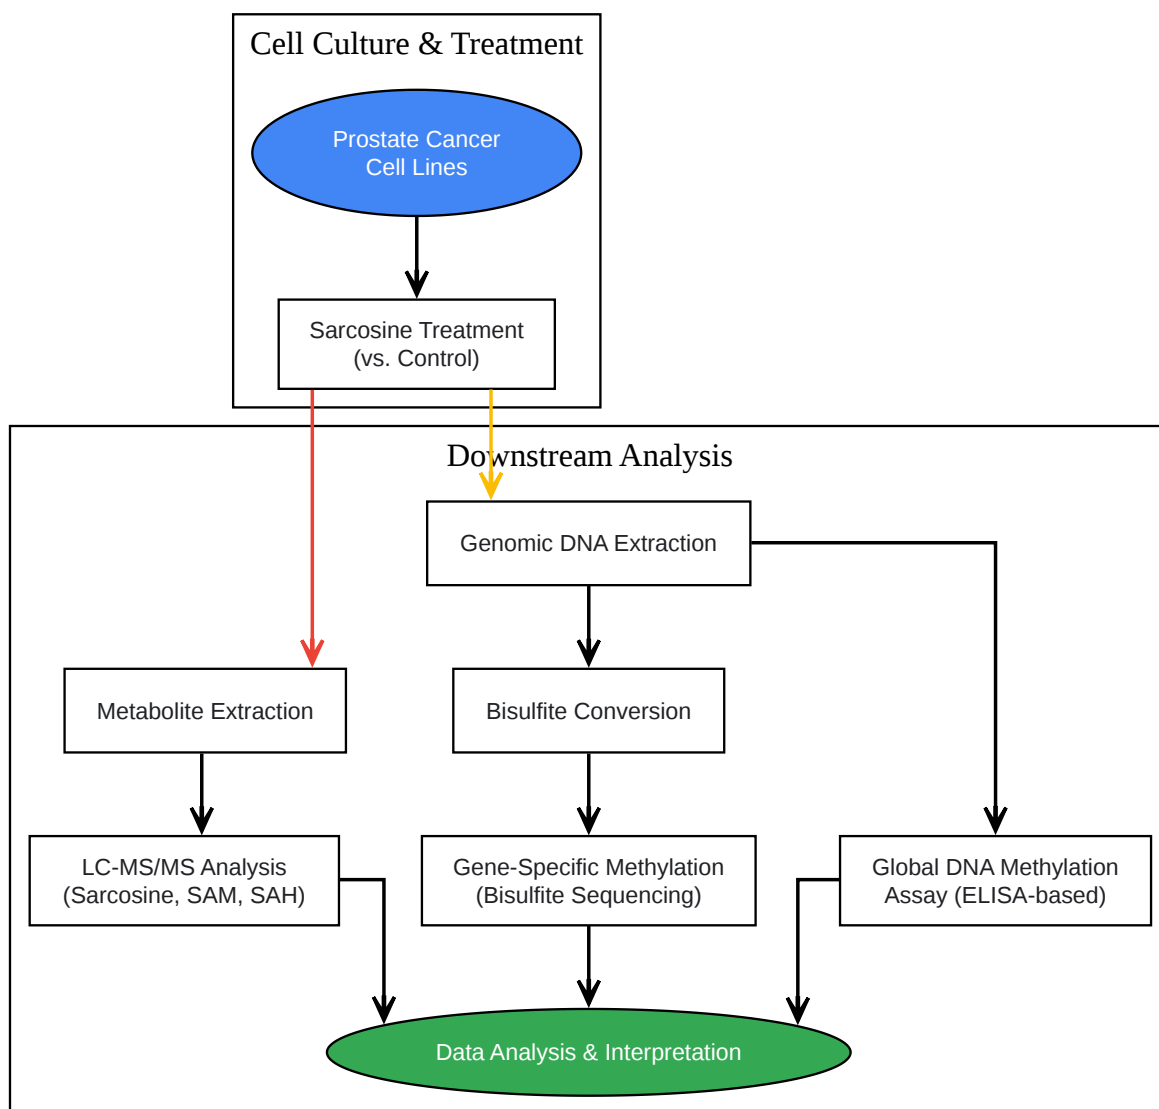 Cell Culture & Treatment
Prostate Cancer
Cell Lines
Sarcosine Treatment
(vs. Control)
Downstream Analysis
Genomic DNA Extraction
Metabolite Extraction
Bisulfite Conversion
LC-MS/MS Analysis
(Sarcosine, SAM, SAH)
Gene-Specific Methylation
(Bisulfite Sequencing)
Global DNA Methylation
Assay (ELISA-based)
Data Analysis & Interpretation